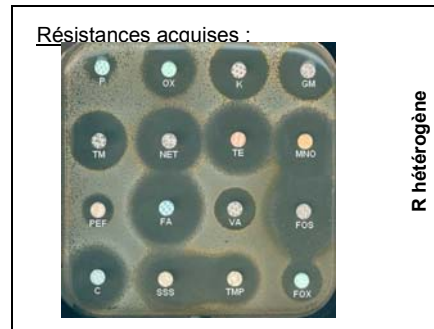 Résistances acquises :
P OX K GM
TM NET TE MNO
PEF FA VA FOS
C SSS TMP FOX
R hétérogène